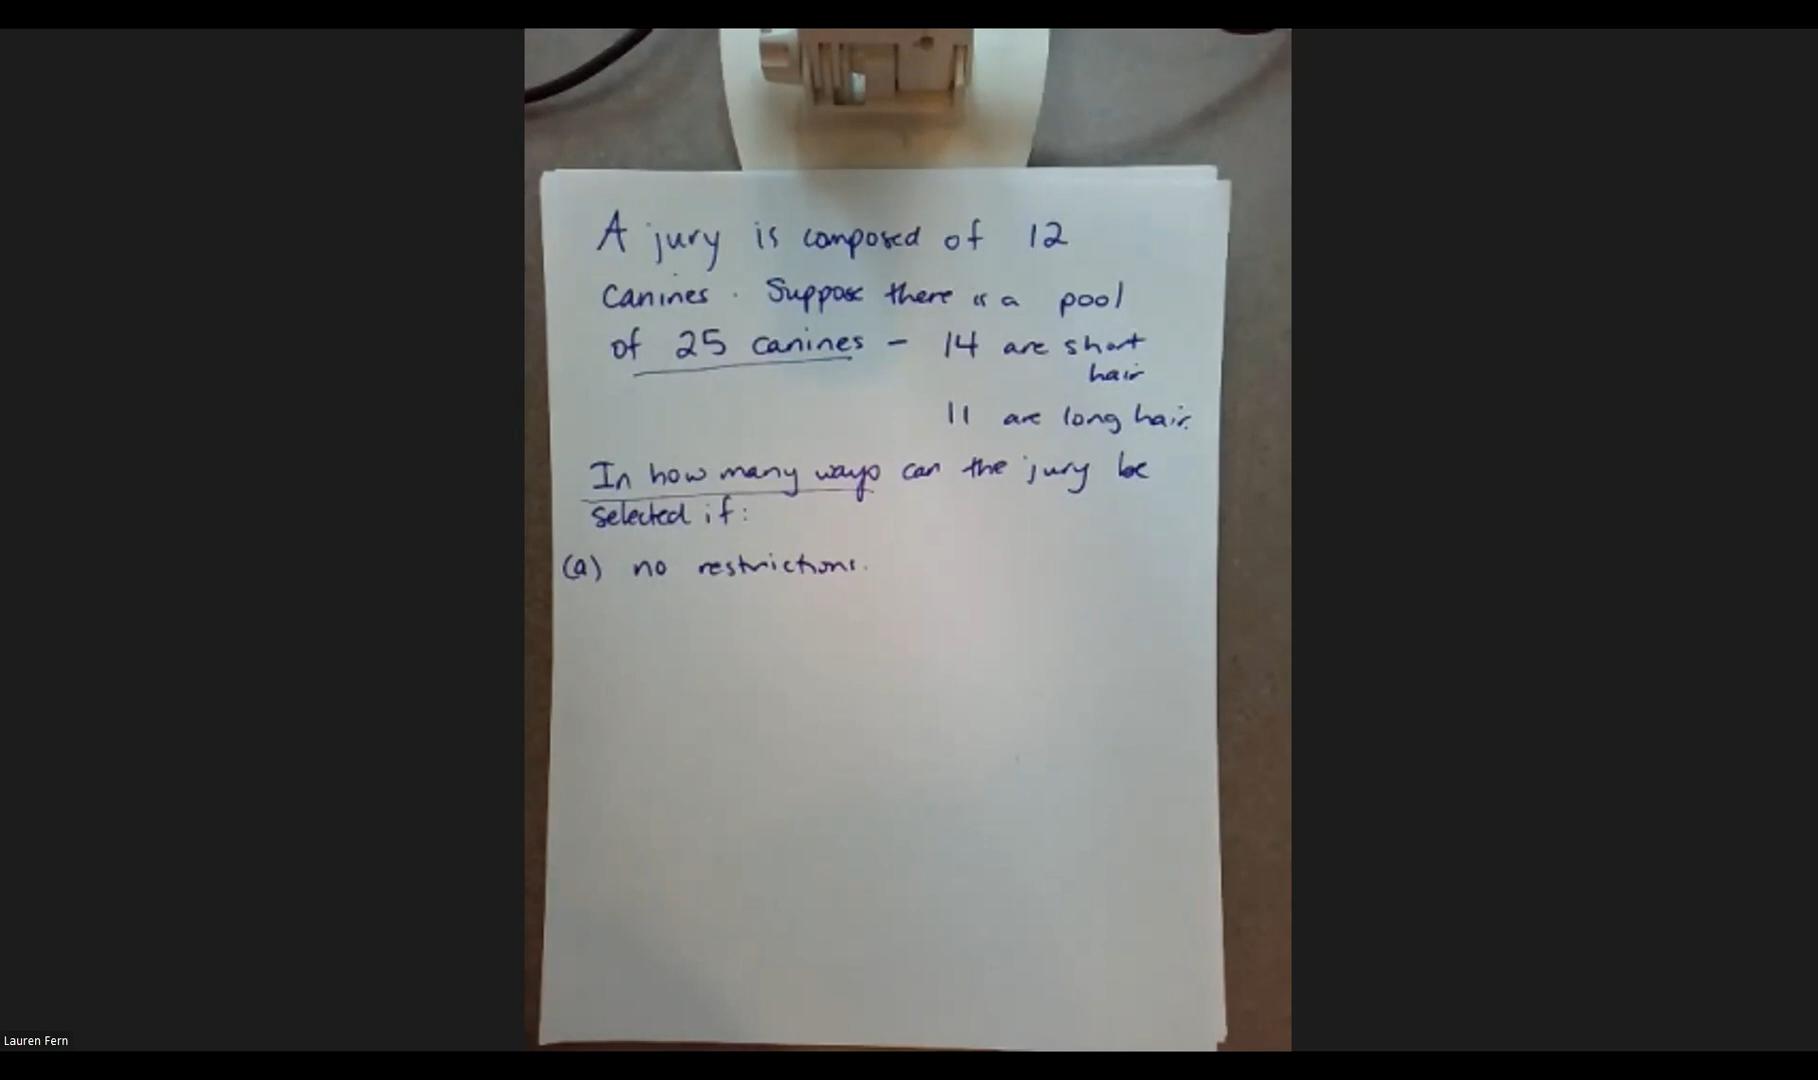 A jury is composed of 12
canines. Suppose there is a pool
of 25 canines - 14 are short
hair
11 are long hair.
In how many ways can the jury be
selected if:
(a) no restrictions.
Lauren Fern